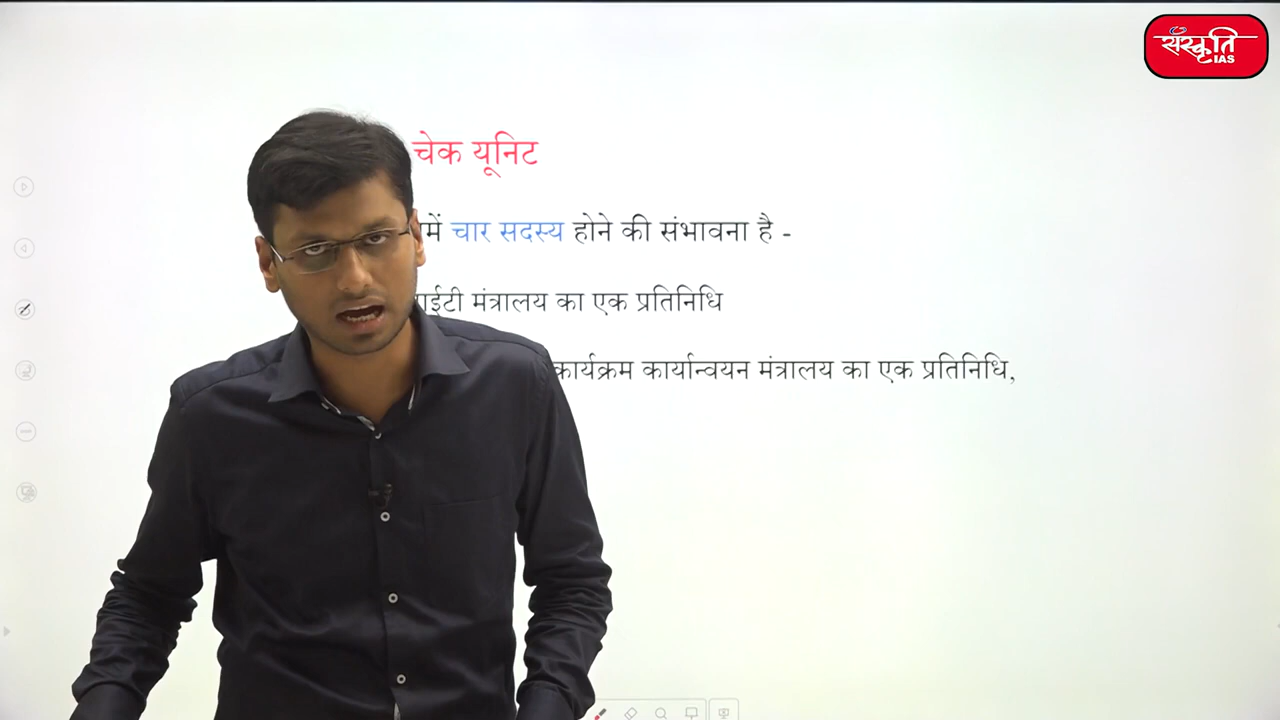 संस्कृति
IAS
चेक यूनिट
में चार सदस्य होने की संभावना है -
आईटी मंत्रालय का एक प्रतिनिधि
कार्यक्रम कार्यान्वयन मंत्रालय का एक प्रतिनिधि,